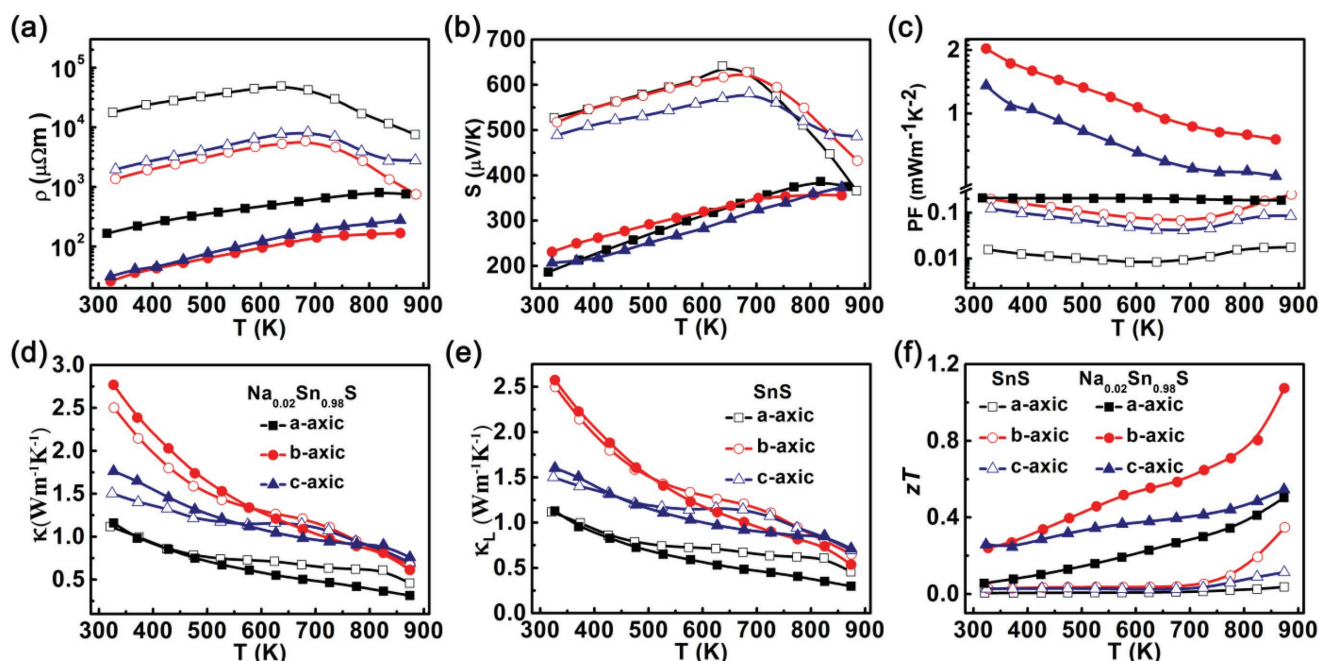 (a)
10⁵
10⁴
10³
10²
ρ (μΩm)
300 400 500 600 700 800 900
T (K)
(b)
700
600
500
400
300
200
S (μV/K)
300 400 500 600 700 800 900
T (K)
(c)
2
1
0.1
0.01
PF (mWm⁻¹K⁻²)
300 400 500 600 700 800 900
T (K)
(d)
3.0
2.5
2.0
1.5
1.0
0.5
κ(Wm⁻¹K⁻¹)
Na₀.₀₂Sn₀.₉₈S
a-axic
b-axic
c-axic
300 400 500 600 700 800 900
T (K)
(e)
2.5
2.0
1.5
1.0
0.5
0.0
κL(Wm⁻¹K⁻¹)
SnS
a-axic
b-axic
c-axic
300 400 500 600 700 800 900
T (K)
(f)
1.2
0.8
0.4
0.0
zT
SnS Na₀.₀₂Sn₀.₉₈S
a-axic a-axic
b-axic b-axic
c-axic c-axic
300 400 500 600 700 800 900
T (K)